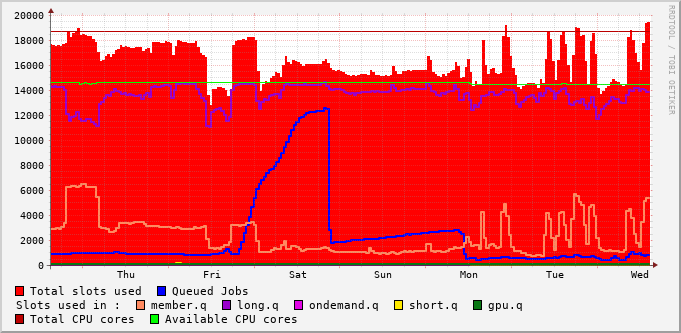 20000
18000
16000
14000
12000
10000
8000
6000
4000
2000
0
Thu Fri Sat Sun Mon Tue Wed
RRDTOOL / TOBI OETIKER
Total slots used Queued Jobs
Slots used in : member.q long.q ondemand.q short.q gpu.q
Total CPU cores Available CPU cores